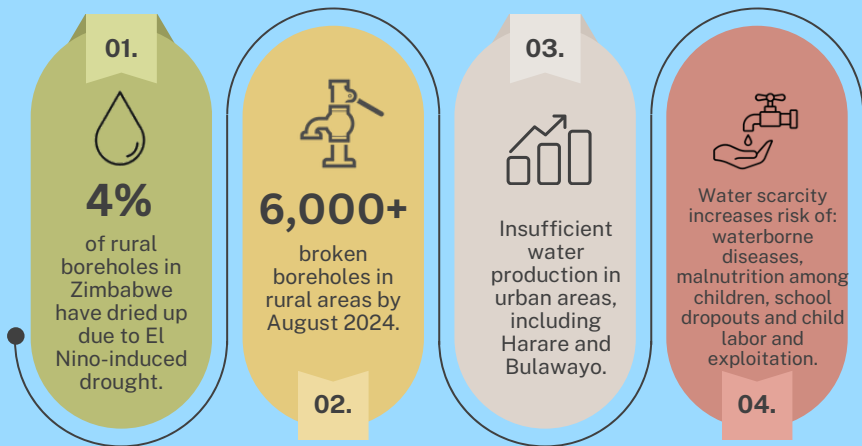 01.
4%
of rural
boreholes in
Zimbabwe
have dried up
due to El
Nino-induced
drought.
6,000+
broken
boreholes in
rural areas by
August 2024.
02.
03.
Insufficient
water
production in
urban areas,
including
Harare and
Bulawayo.
Water scarcity
increases risk of:
waterborne
diseases,
malnutrition among
children, school
dropouts and child
labor and
exploitation.
04.